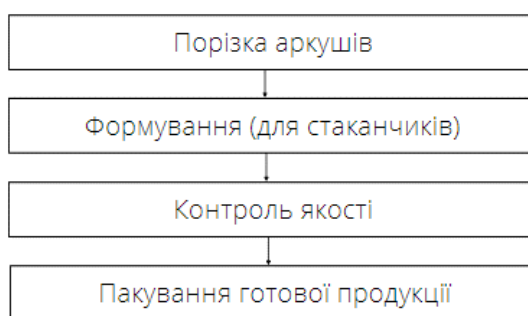 Порізка аркушів
Формування (для стаканчиків)
Контроль якості
Пакування готової продукції